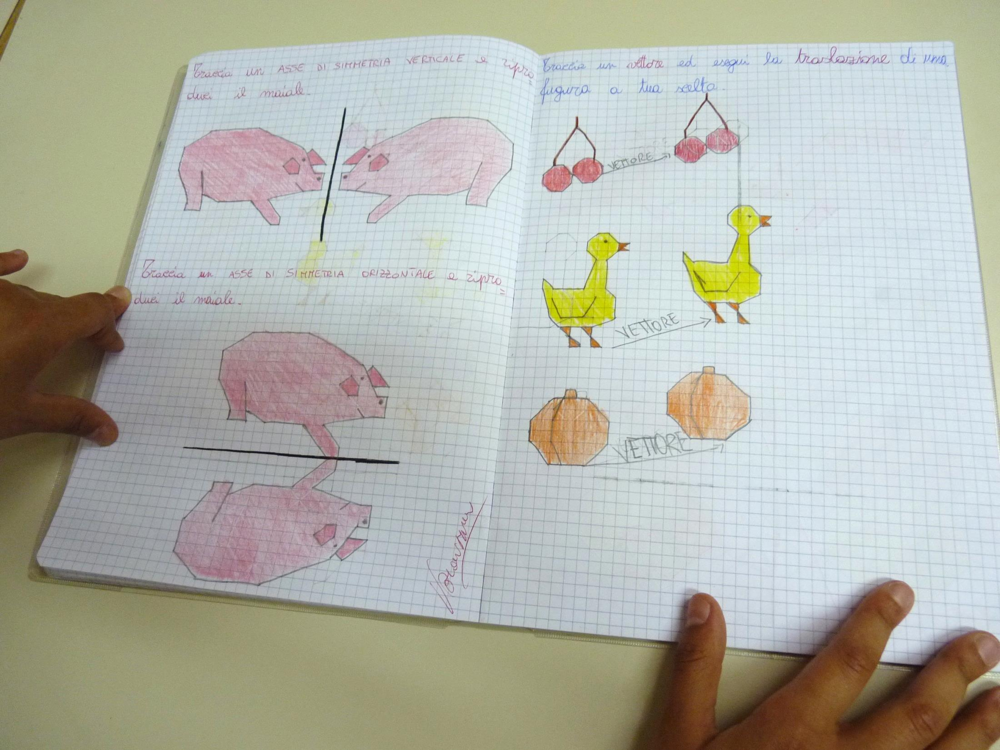 Traccia un ASSE DI SIMMETRIA VERTICALE e ripro=
duci il maiale.
Traccia un ASSE DI SIMMETRIA ORIZZONTALE e ripro=
duci il maiale.
Traccia un vettore ed esegui la traslazione di una
figura a tua scelta.
VETTORE
VETTORE
VETTORE